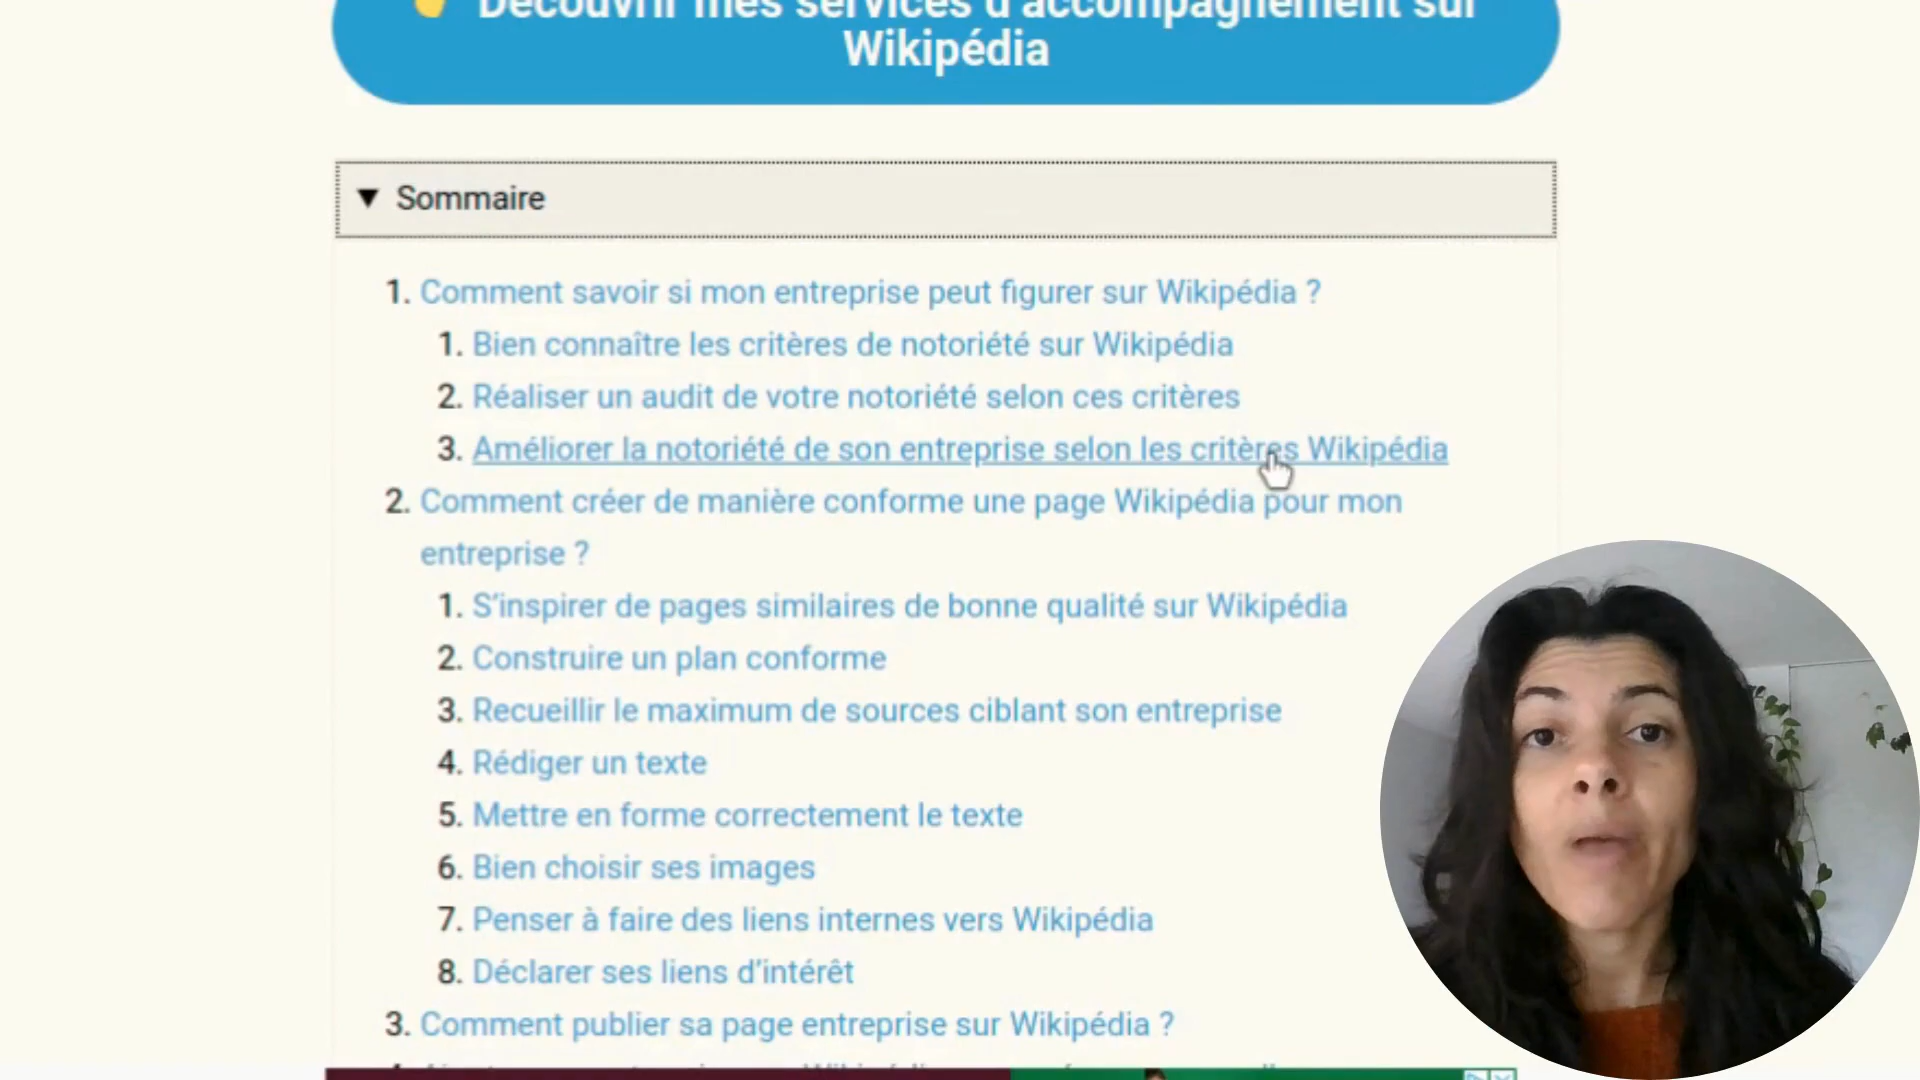 Découvrir mes services d'accompagnement sur
Wikipédia
▼ Sommaire
1. Comment savoir si mon entreprise peut figurer sur Wikipédia ?
1. Bien connaître les critères de notoriété sur Wikipédia
2. Réaliser un audit de votre notoriété selon ces critères
3. Améliorer la notoriété de son entreprise selon les critères Wikipédia
2. Comment créer de manière conforme une page Wikipédia pour mon
entreprise ?
1. S’inspirer de pages similaires de bonne qualité sur Wikipédia
2. Construire un plan conforme
3. Recueillir le maximum de sources ciblant son entreprise
4. Rédiger un texte
5. Mettre en forme correctement le texte
6. Bien choisir ses images
7. Penser à faire des liens internes vers Wikipédia
8. Déclarer ses liens d’intérêt
3. Comment publier sa page entreprise sur Wikipédia ?